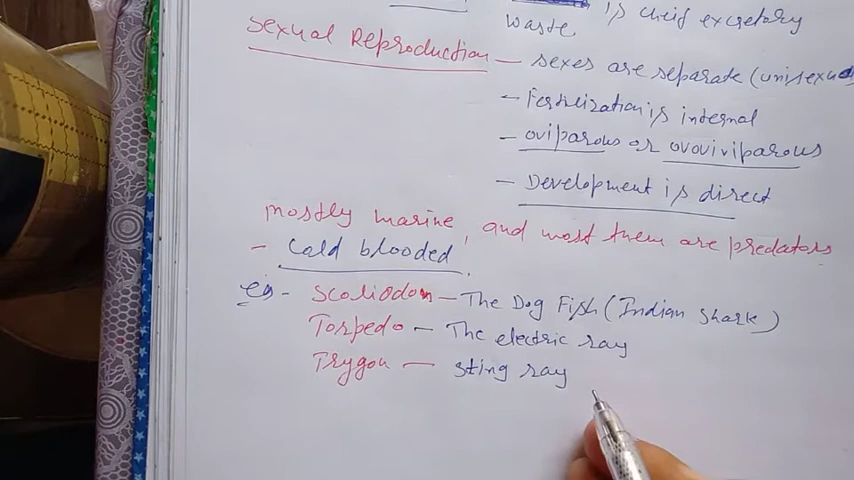 is cheif excretory
waste
Sexual Reproduction — sexes are separate (unisexual)
- Fertilization is internal
- oviparous or ovoviviparous
- Development is direct
mostly marine, and most them are predators.
- Cold blooded.
eg - Scoliodon — The Dog Fish (Indian Shark)
Torpedo — The electric ray
Trygon — sting ray